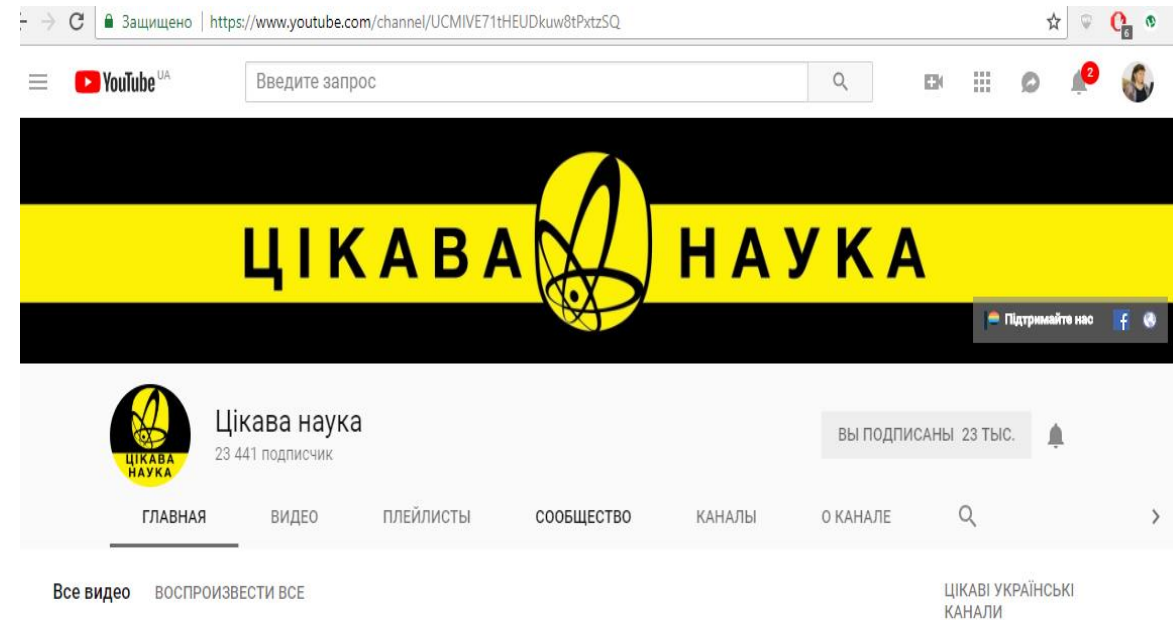 Защищено | https://www.youtube.com/channel/UCMIVE71tHEUDkuw8tPxtzSQ
6
YouTube UA
Введите запрос
2
ЦІКАВА НАУКА
Підтримайте нас
ЦІКАВА
НАУКА
Цікава наука
23 441 подписчик
ВЫ ПОДПИСАНЫ 23 ТЫС.
ГЛАВНАЯ ВИДЕО ПЛЕЙЛИСТЫ СООБЩЕСТВО КАНАЛЫ О КАНАЛЕ
Все видео ВОСПРОИЗВЕСТИ ВСЕ
ЦІКАВІ УКРАЇНСЬКІ
КАНАЛИ